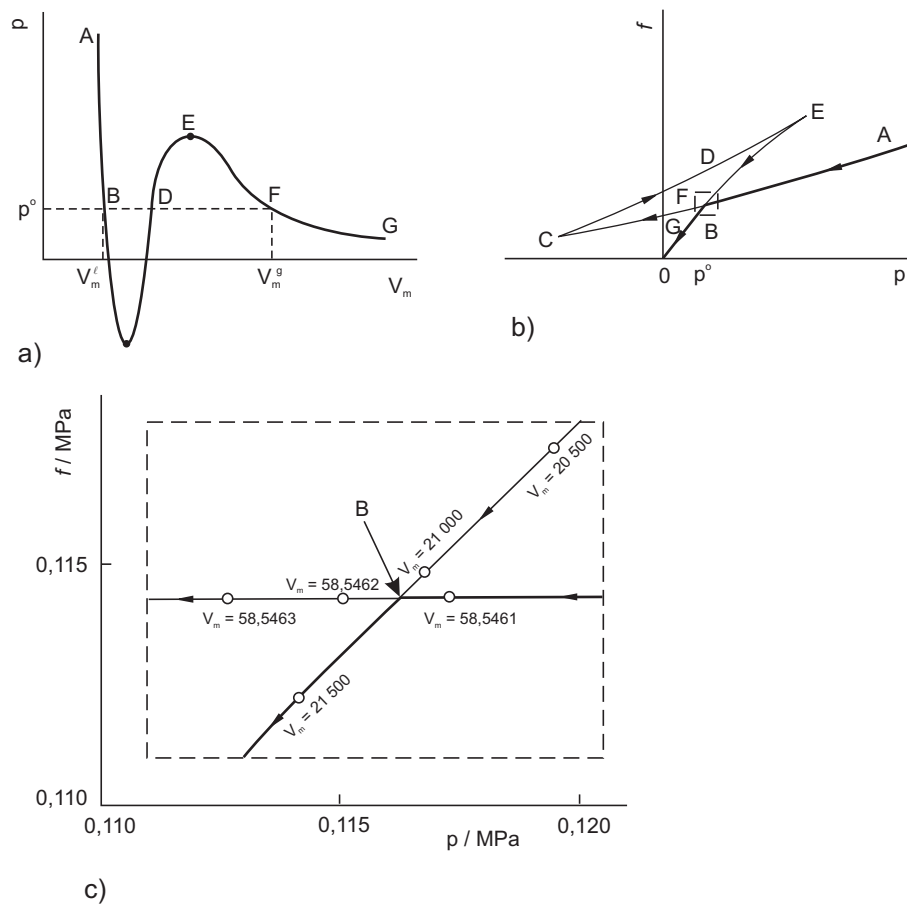 p
A
E
B
D
F
G
p°
V_m^ℓ
V_m^g
V_m
a)
f
E
A
D
F
C
G
B
0
p°
p
b)
f / MPa
B
V_m = 20 500
V_m = 21 000
0,115
V_m = 58,5462
V_m = 58,5463
V_m = 58,5461
V_m = 21 500
0,110
0,110
0,115
0,120
p / MPa
c)